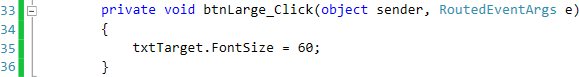 33 private void btnLarge_Click(object sender, RoutedEventArgs e)
34 {
35 txtTarget.FontSize = 60;
36 }